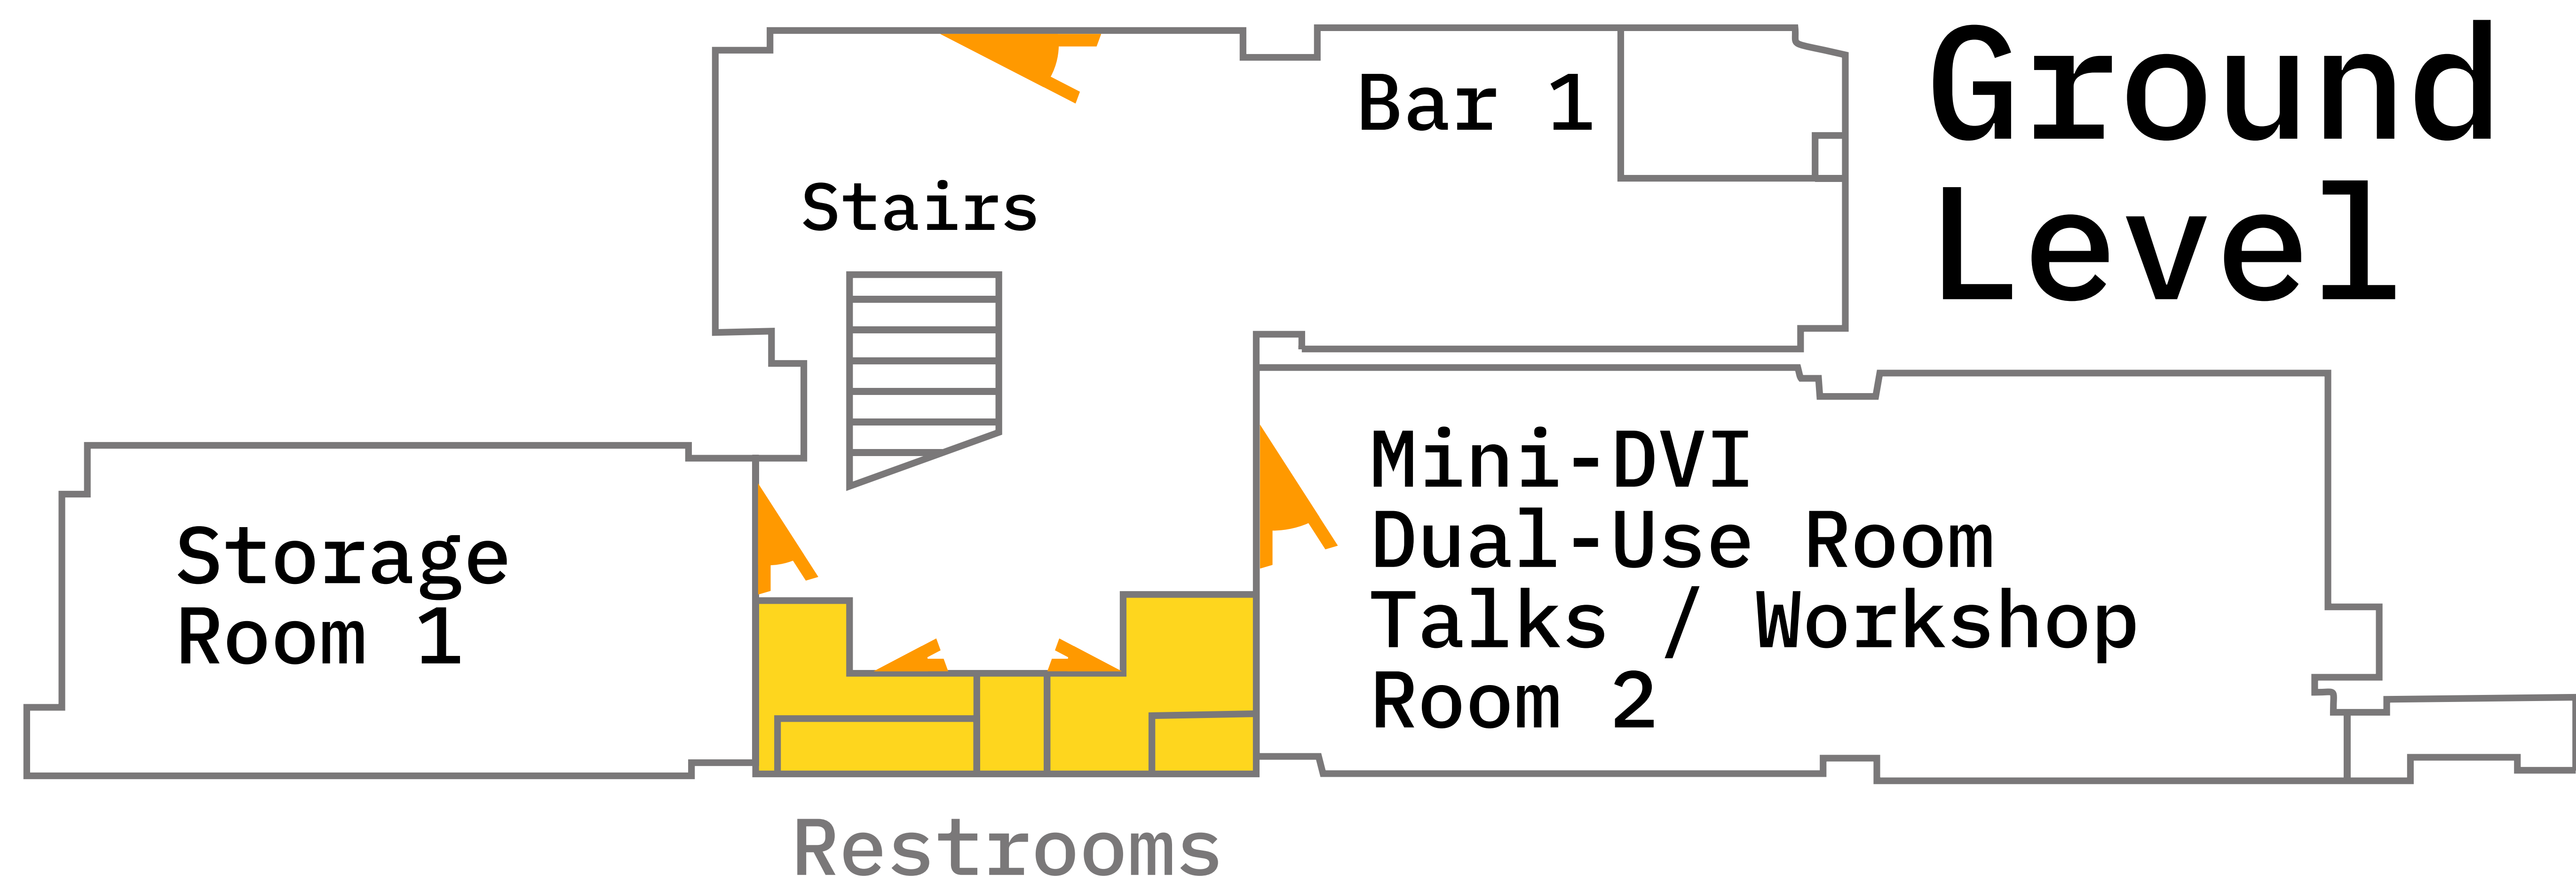 Ground
Level
Bar 1
Stairs
Mini-DVI
Dual-Use Room
Talks / Workshop
Room 2
Storage
Room 1
Restrooms